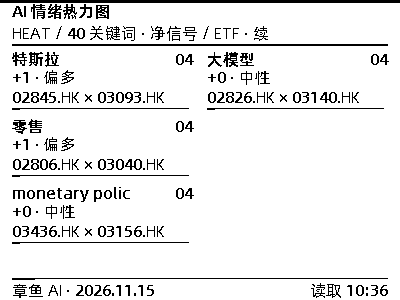 AI 情绪热力图
HEAT / 40 关键词 · 净信号 / ETF · 续
特斯拉 04
+1 · 偏多
02845.HK × 03093.HK
大模型 04
+0 · 中性
02826.HK × 03140.HK
零售 04
+1 · 偏多
02806.HK × 03040.HK
monetary polic 04
+0 · 中性
03436.HK × 03156.HK
章鱼 AI · 2026.11.15
读取 10:36